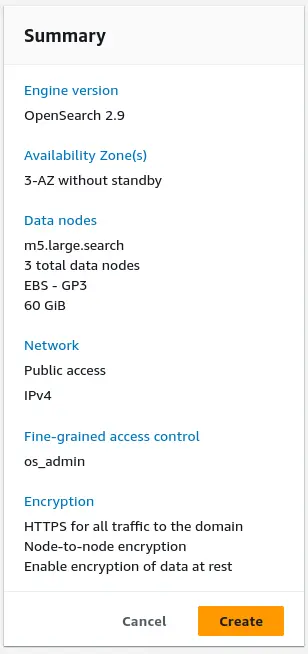 Summary
Engine version
OpenSearch 2.9
Availability Zone(s)
3-AZ without standby
Data nodes
m5.large.search
3 total data nodes
EBS - GP3
60 GiB
Network
Public access
IPv4
Fine-grained access control
os_admin
Encryption
HTTPS for all traffic to the domain
Node-to-node encryption
Enable encryption of data at rest
Cancel Create